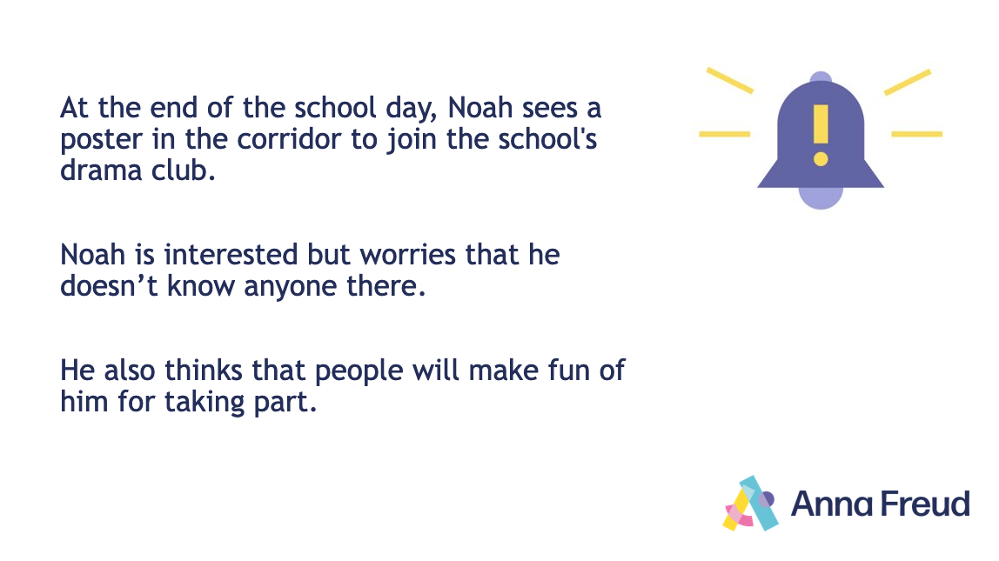 At the end of the school day, Noah sees a
poster in the corridor to join the school's
drama club.
Noah is interested but worries that he
doesn’t know anyone there.
He also thinks that people will make fun of
him for taking part.
!
Anna Freud